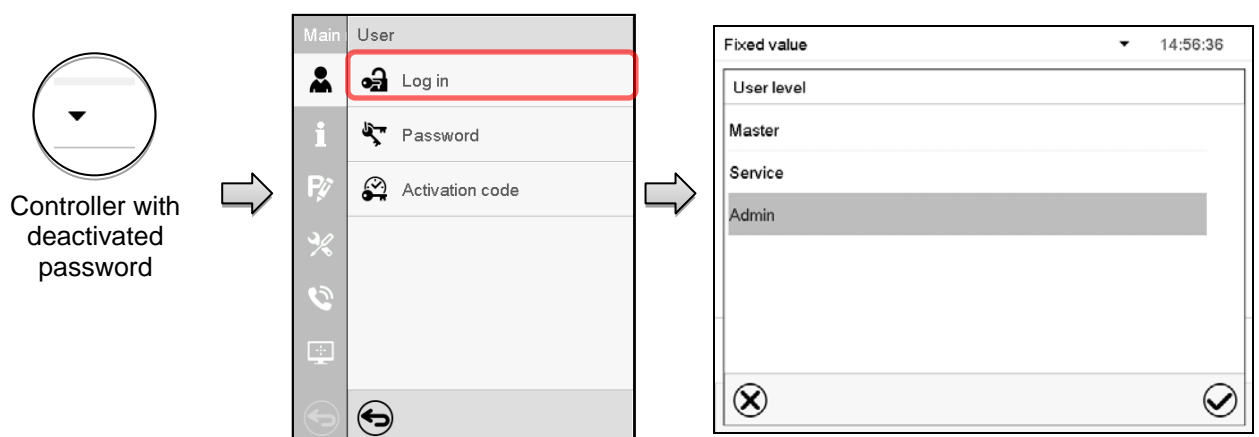 Controller with
deactivated
password
Main
User
Log in
Password
Activation code
Fixed value 14:56:36
User level
Master
Service
Admin